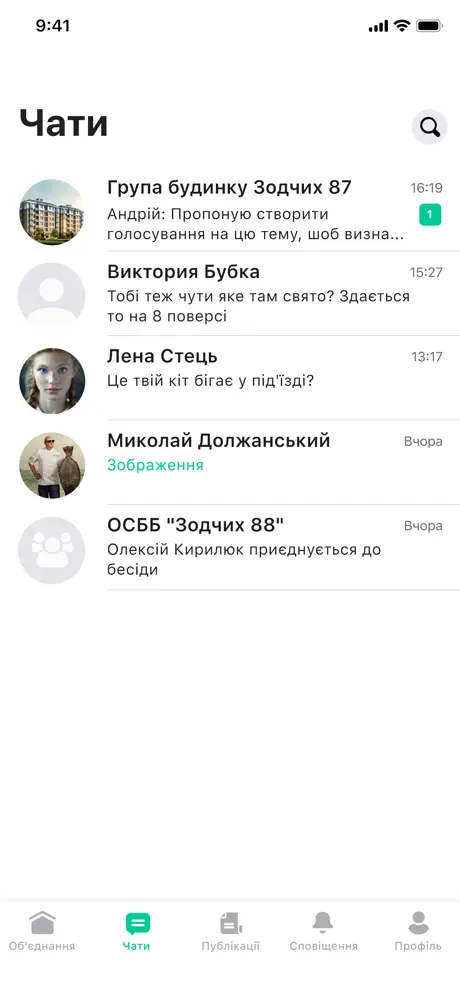 9:41
Чати
Група будинку Зодчих 87
16:19
Андрій: Пропоную створити
1
голосування на цю тему, щоб визна...
Виктория Бубка
15:27
Тобі теж чути яке там свято? Здається
то на 8 поверсі
Лена Стець
13:17
Це твій кіт бігає у під'їзді?
Миколай Должанський
Вчора
Зображення
ОСББ "Зодчих 88"
Вчора
Олексій Кирилюк приєднується до
бесіди
Об'єднання
Чати
Публікації
Сповіщення
Профіль